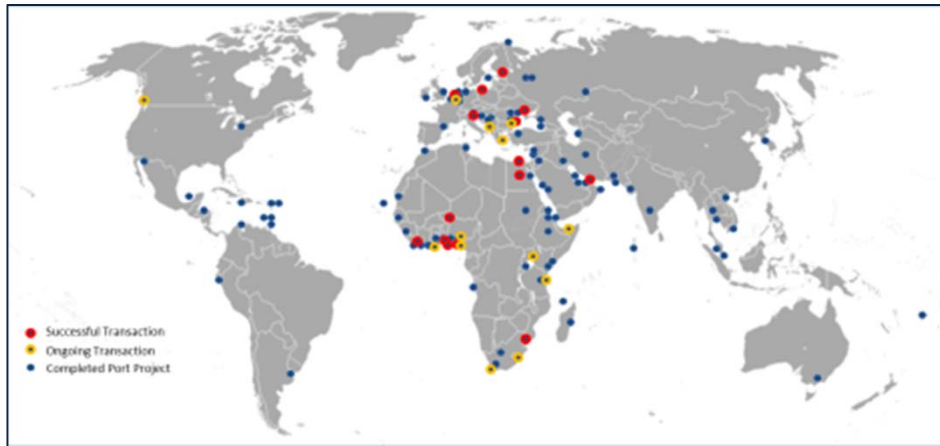 Successful Transaction
Ongoing Transaction
Completed Port Project